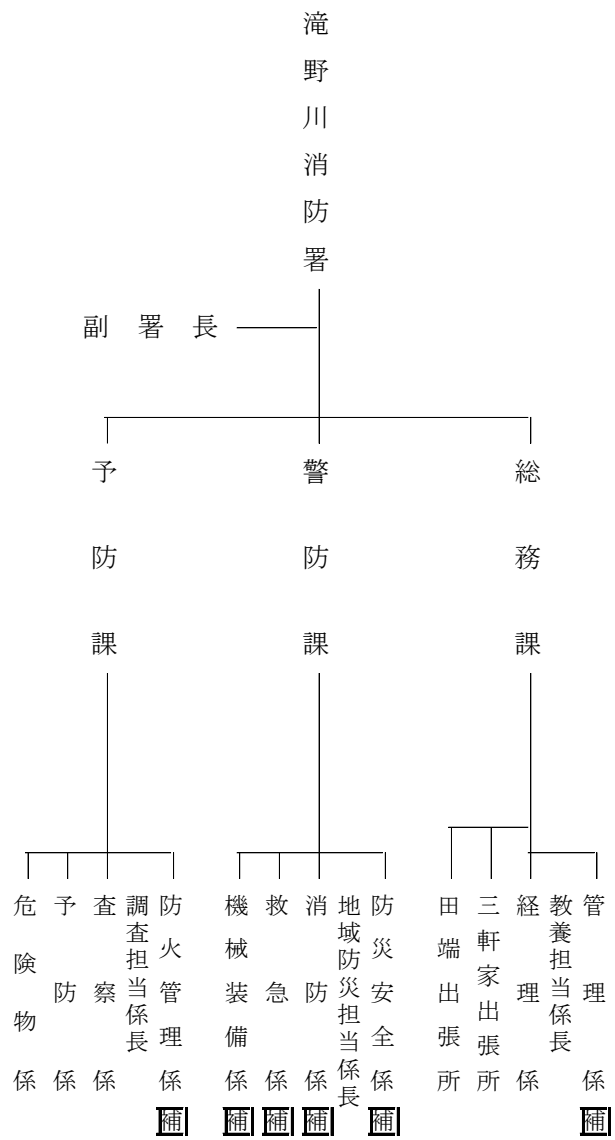 滝野川消防署
副署長
総務課
警防課
予防課
管理係 補
教養担当係長
経理係
三軒家出張所
田端出張所
防災安全係 補
地域防災担当係長
消防係 補
救急係 補
機械装備係 補
防火管理係 補
調査担当係長
査察係
予防係
危険物係